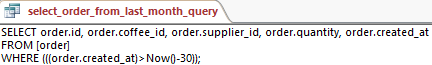 select_order_from_last_month_query
SELECT order.id, order.coffee_id, order.supplier_id, order.quantity, order.created_at
FROM [order]
WHERE (((order.created_at)>Now()-30));